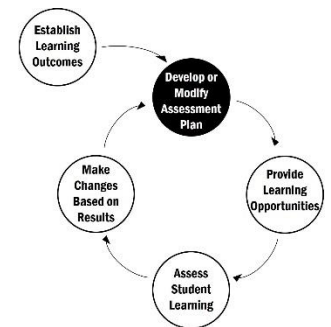 Establish
Learning
Outcomes
Develop or
Modify
Assessment
Plan
Provide
Learning
Opportunities
Assess
Student
Learning
Make
Changes
Based on
Results